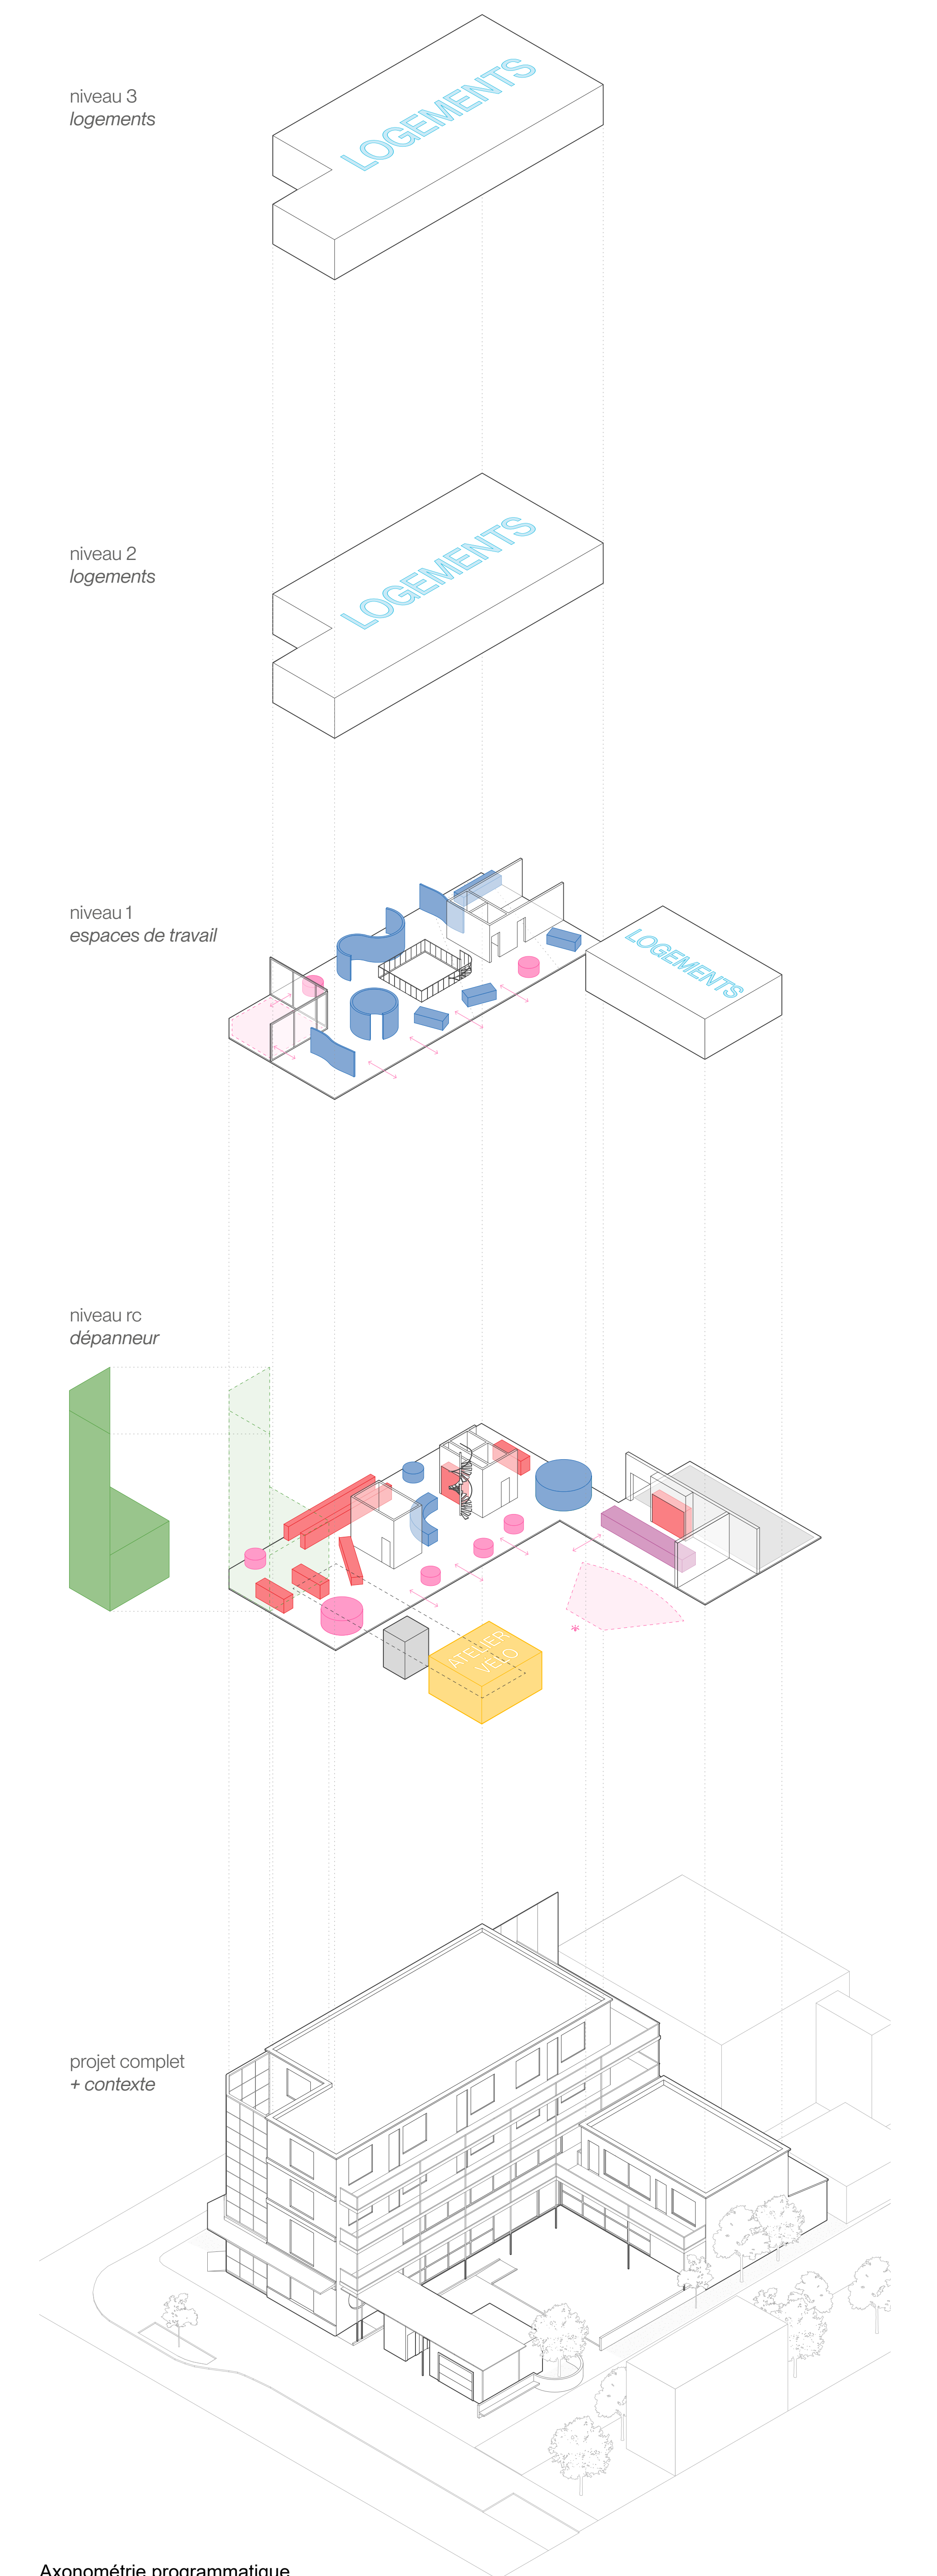 niveau 3
logements
LOGEMENTS
niveau 2
logements
LOGEMENTS
niveau 1
espaces de travail
LOGEMENTS
niveau rc
dépanneur
ATELIER
VELO
projet complet
+ contexte
Axonométrie programmatique